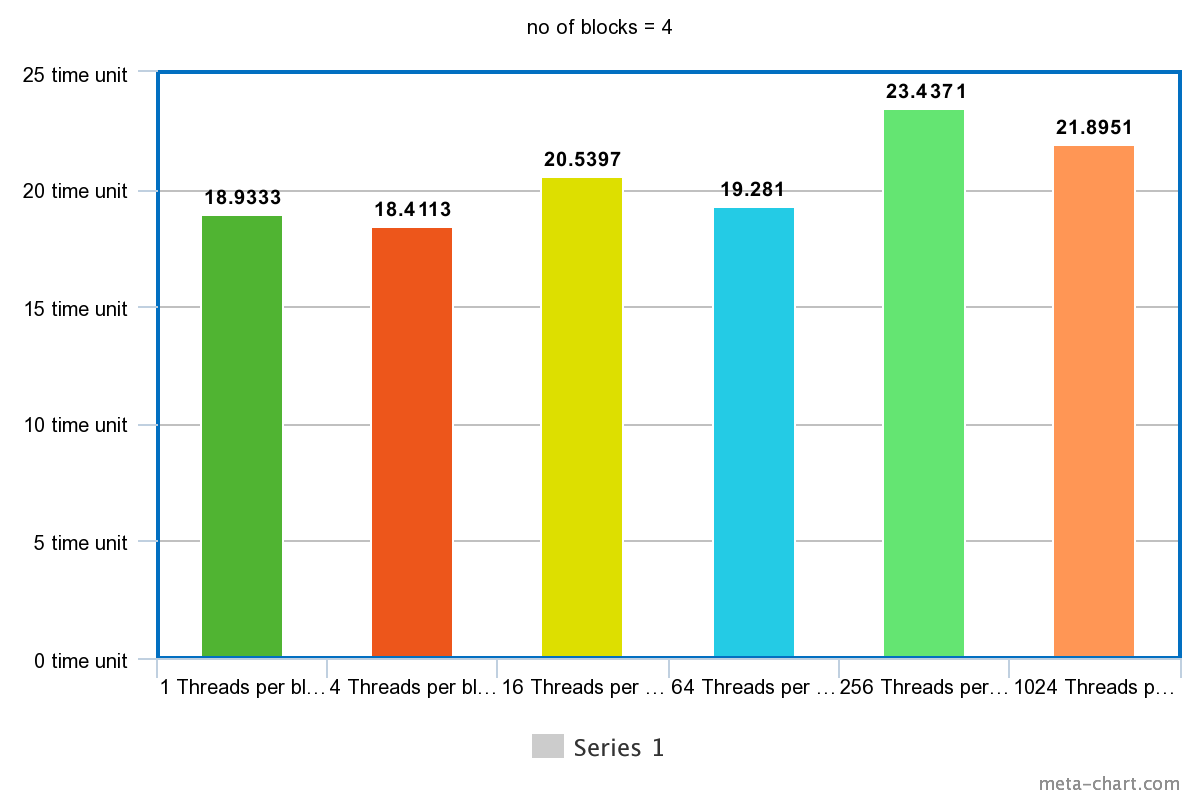 no of blocks = 4
25 time unit
20 time unit
15 time unit
10 time unit
5 time unit
0 time unit
18.9333
18.4113
20.5397
19.281
23.4371
21.8951
1 Threads per bl...
4 Threads per bl...
16 Threads per ...
64 Threads per ...
256 Threads per...
1024 Threads p...
Series 1
meta-chart.com